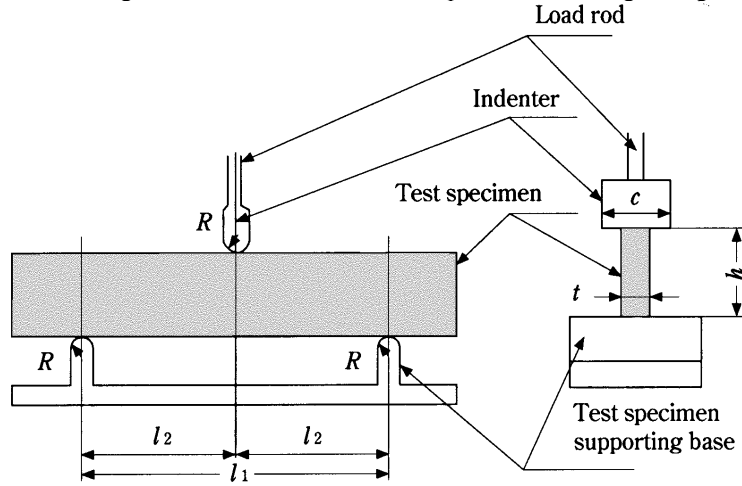 Load rod
Indenter
c
Test specimen
R
h
t
R
R
Test specimen
supporting base
l2
l2
l1